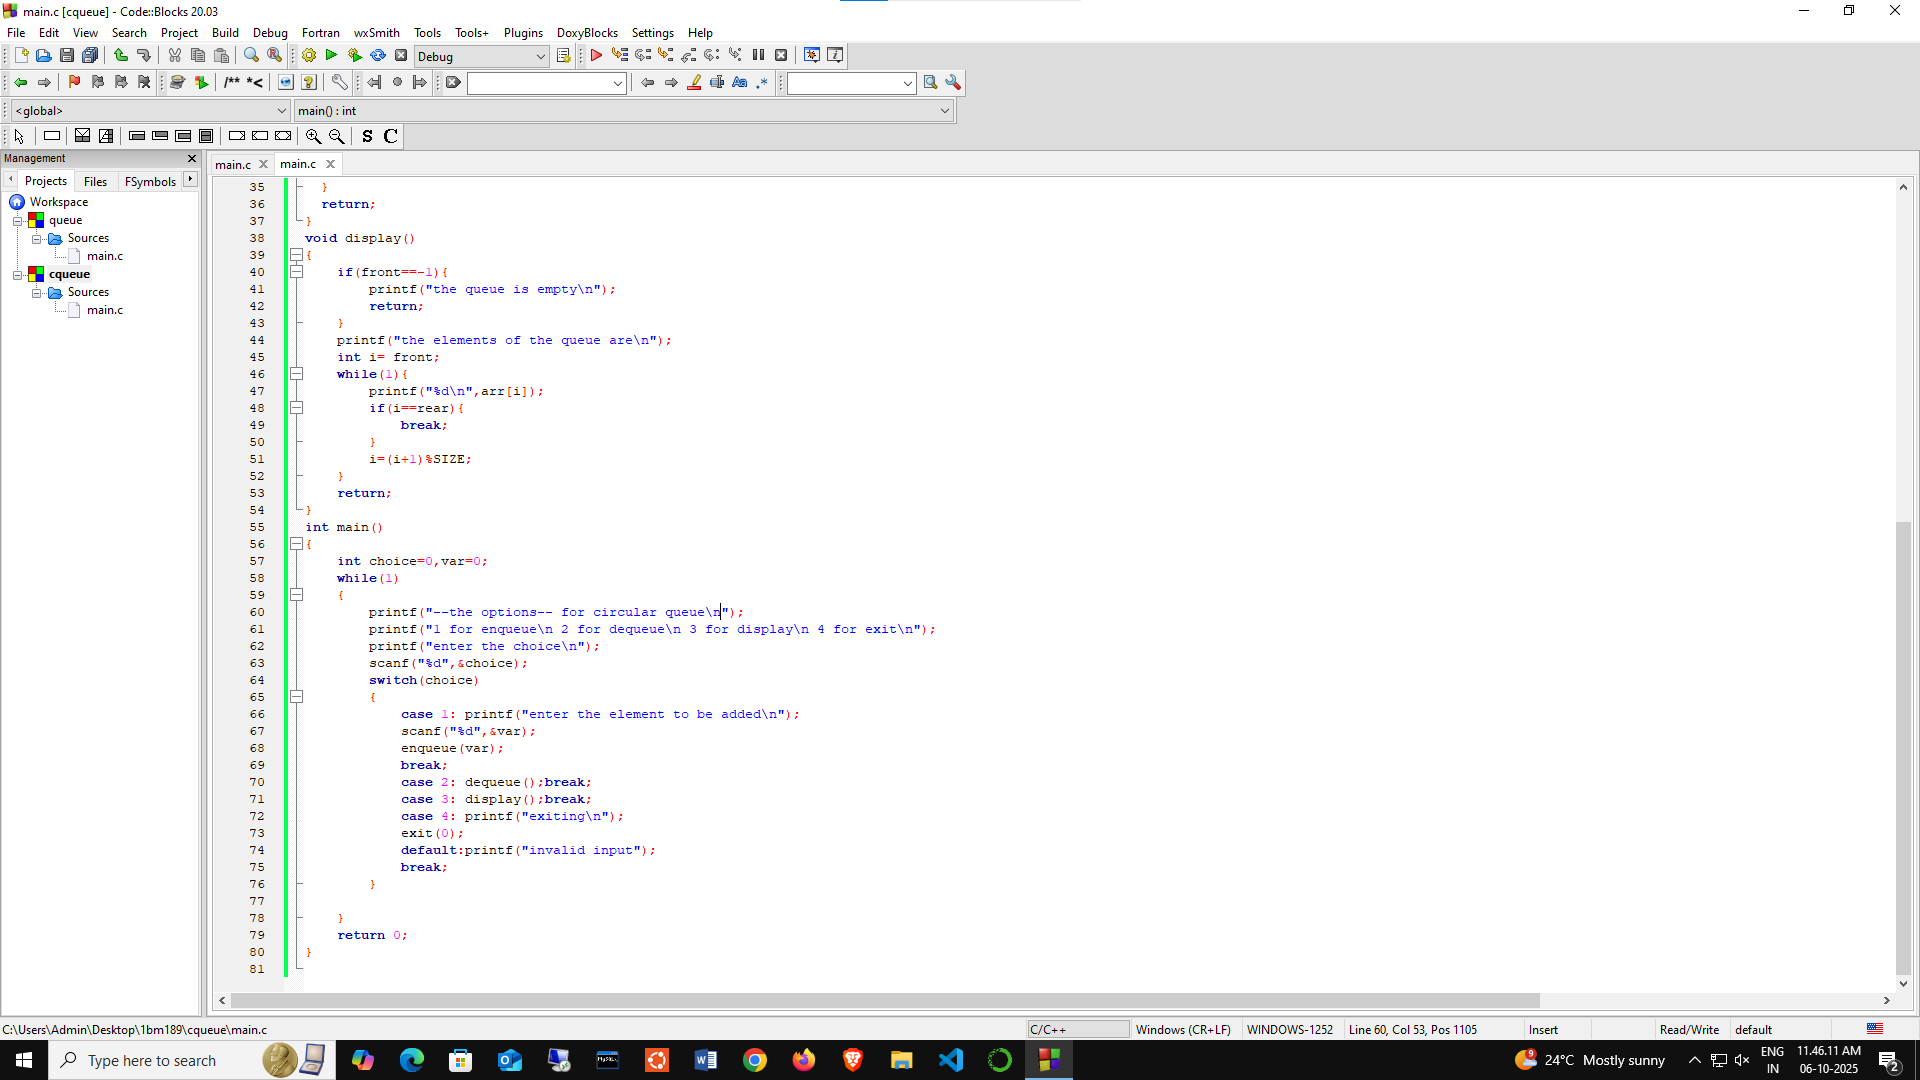 main.c [cqueue] - Code::Blocks 20.03
File Edit View Search Project Build Debug Fortran wxSmith Tools Tools+ Plugins DoxyBlocks Settings Help
Debug
/** *<
Aa .*
<global> main() : int
S C
Management
Projects Files FSymbols
Workspace
queue
Sources
main.c
cqueue
Sources
main.c
main.c main.c
35 }
36 return;
37 }
38 void display()
39 {
40 if(front==-1){
41 printf("the queue is empty\n");
42 return;
43 }
44 printf("the elements of the queue are\n");
45 int i= front;
46 while(1){
47 printf("%d\n",arr[i]);
48 if(i==rear){
49 break;
50 }
51 i=(i+1)%SIZE;
52 }
53 return;
54 }
55 int main()
56 {
57 int choice=0,var=0;
58 while(1)
59 {
60 printf("--the options-- for circular queue\n");
61 printf("1 for enqueue\n 2 for dequeue\n 3 for display\n 4 for exit\n");
62 printf("enter the choice\n");
63 scanf("%d",&choice);
64 switch(choice)
65 {
66 case 1: printf("enter the element to be added\n");
67 scanf("%d",&var);
68 enqueue(var);
69 break;
70 case 2: dequeue();break;
71 case 3: display();break;
72 case 4: printf("exiting\n");
73 exit(0);
74 default:printf("invalid input");
75 break;
76 }
77
78 }
79 return 0;
80 }
81
C:\Users\Admin\Desktop\1bm189\cqueue\main.c C/C++ Windows (CR+LF) WINDOWS-1252 Line 60, Col 53, Pos 1105 Insert Read/Write default
Type here to search
24°C Mostly sunny
ENG
IN
11.46.11 AM
06-10-2025
2